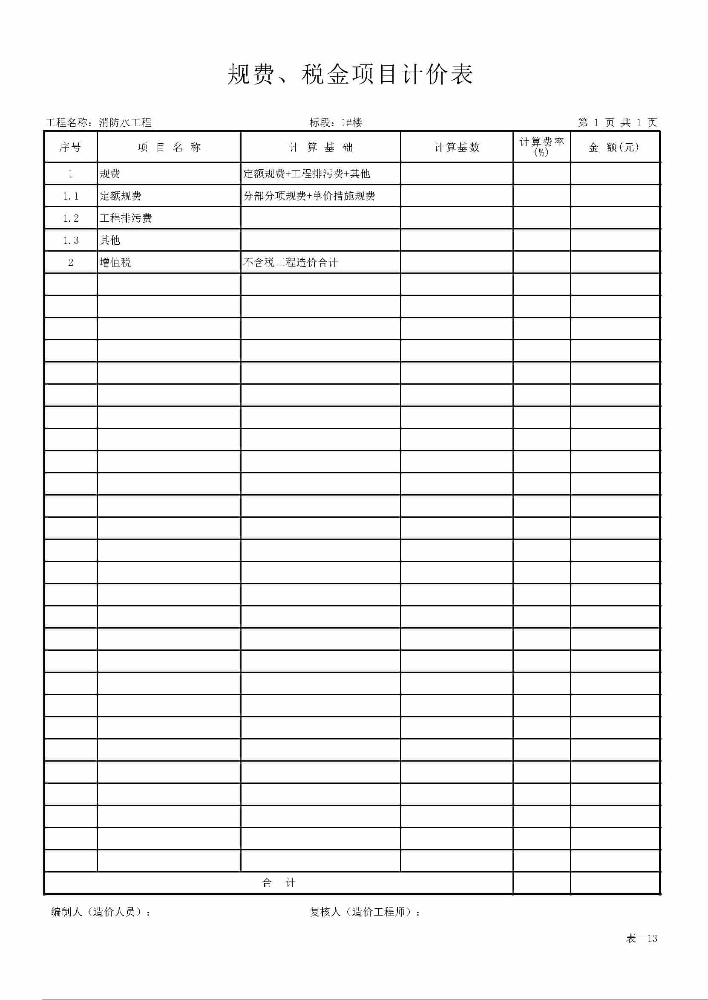 规费、税金项目计价表
工程名称：消防水工程 标段：1#楼 第 1 页 共 1 页
序号 项 目 名 称 计 算 基 础 计算基数 计算费率(%) 金 额(元)
1 规费 定额规费+工程排污费+其他
1.1 定额规费 分部分项规费+单价措施规费
1.2 工程排污费
1.3 其他
2 增值税 不含税工程造价合计
合 计
编制人（造价人员）： 复核人（造价工程师）：
表—13